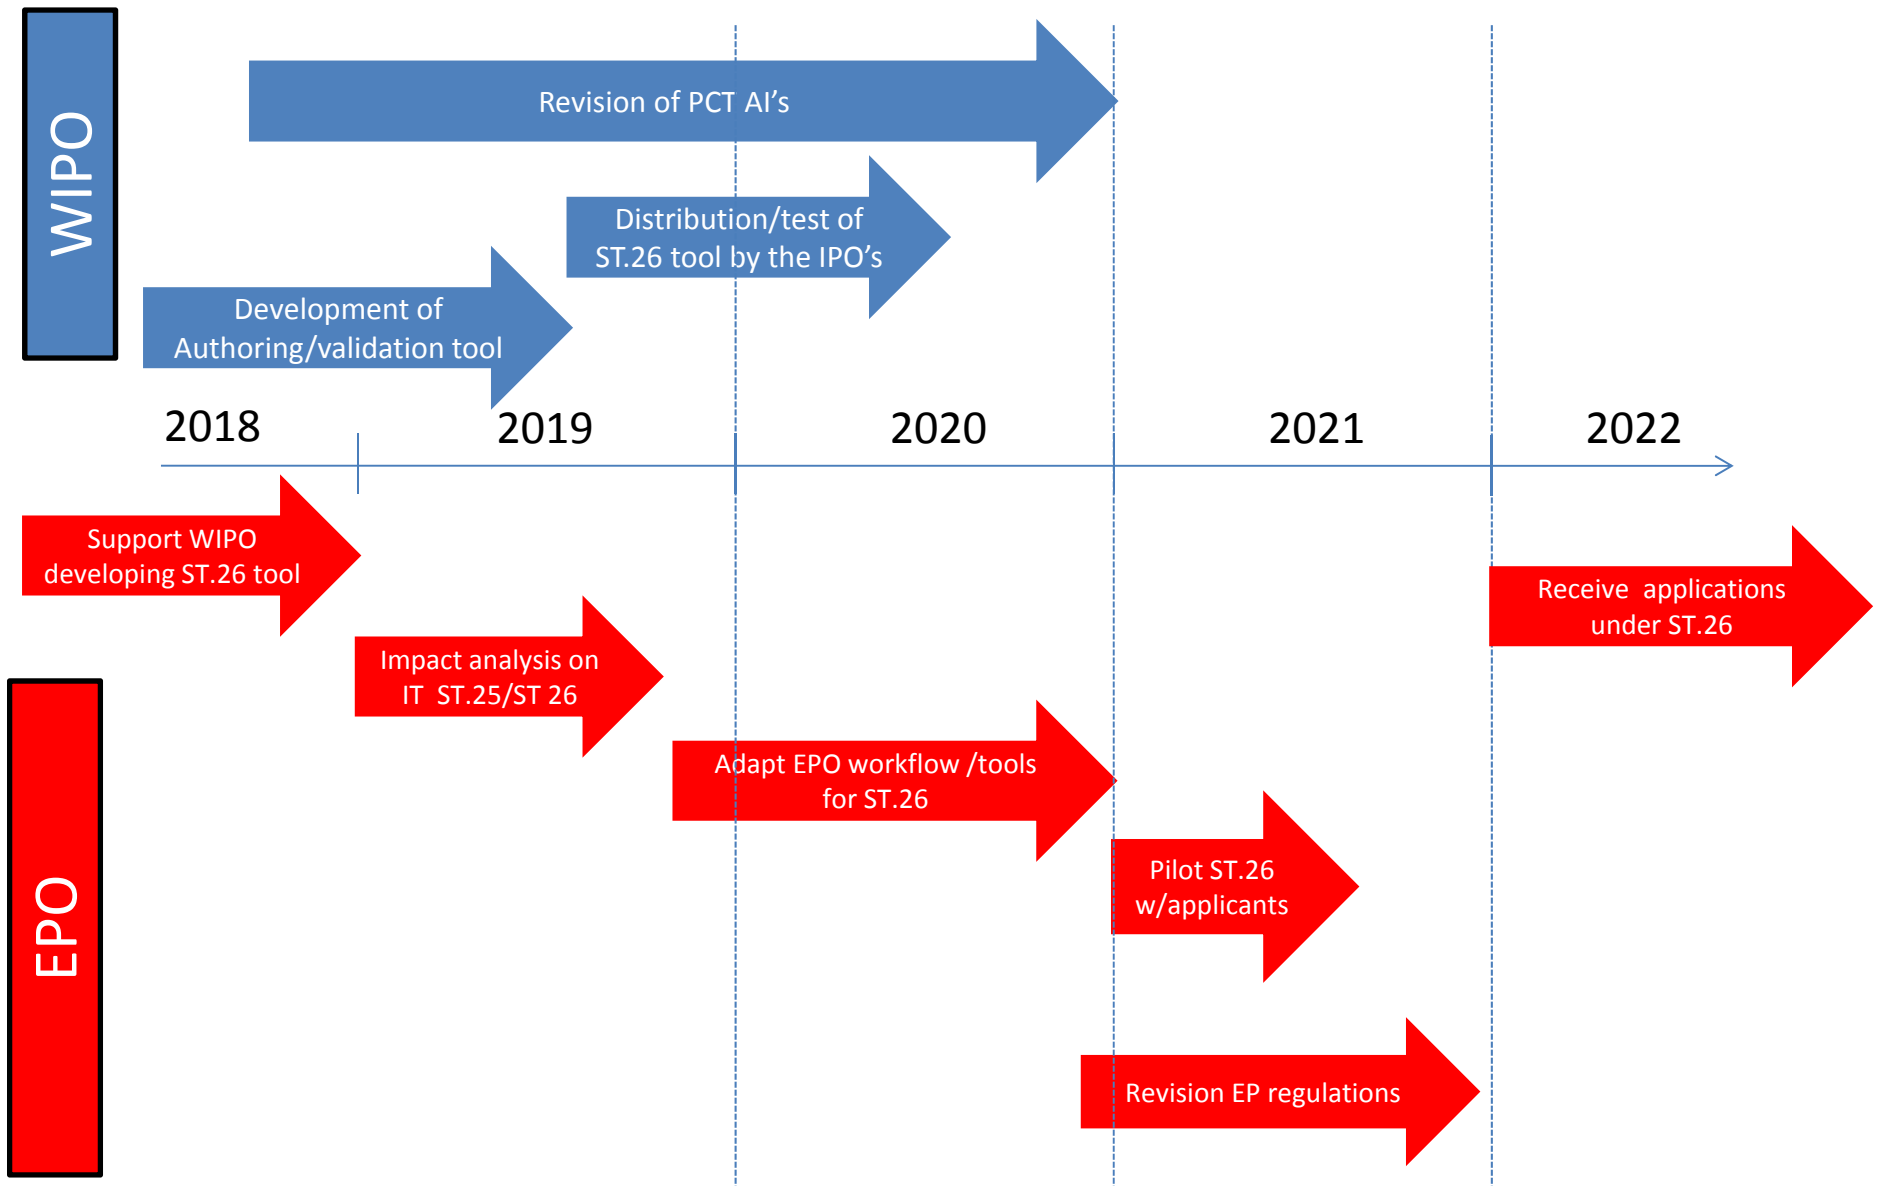 WIPO
Revision of PCT AI's
Distribution/test of
ST.26 tool by the IPO's
Development of
Authoring/validation tool
2018 2019 2020 2021 2022
Support WIPO
developing ST.26 tool
Receive applications
under ST.26
Impact analysis on
IT ST.25/ST 26
Adapt EPO workflow /tools
for ST.26
Pilot ST.26
w/applicants
EPO
Revision EP regulations